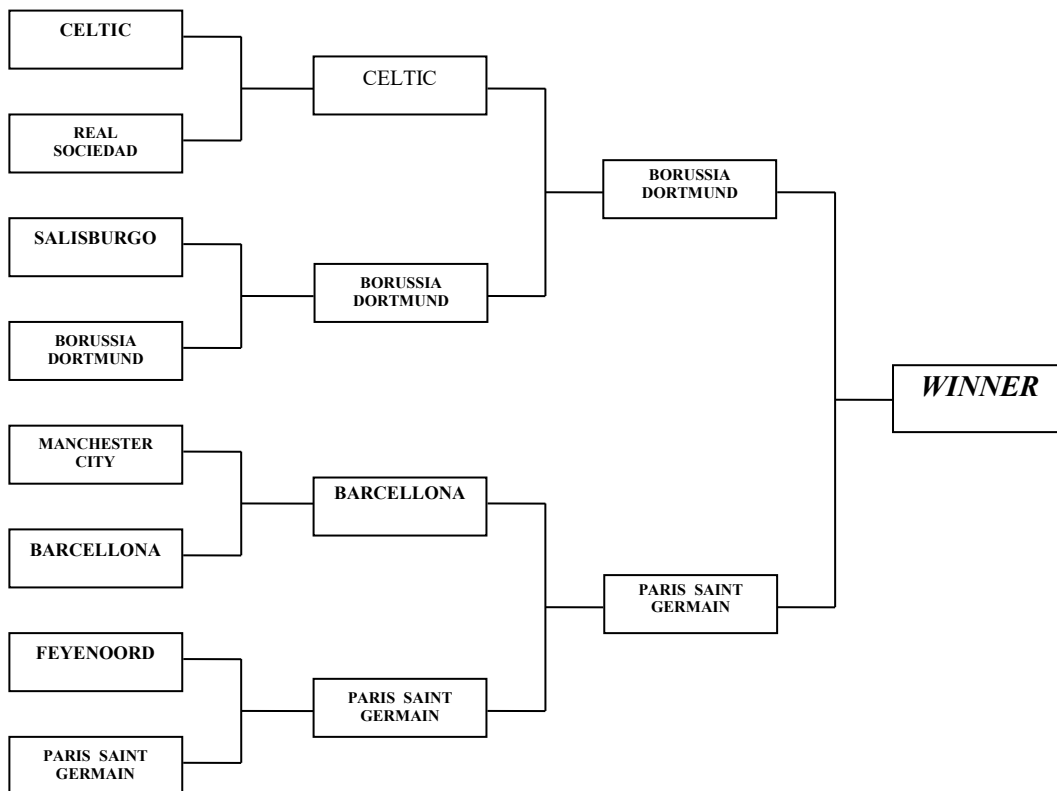 CELTIC
REAL
SOCIEDAD
SALISBURGO
BORUSSIA
DORTMUND
MANCHESTER
CITY
BARCELLONA
FEYENOORD
PARIS SAINT
GERMAIN
CELTIC
BORUSSIA
DORTMUND
BARCELLONA
PARIS SAINT
GERMAIN
BORUSSIA
DORTMUND
PARIS SAINT
GERMAIN
WINNER